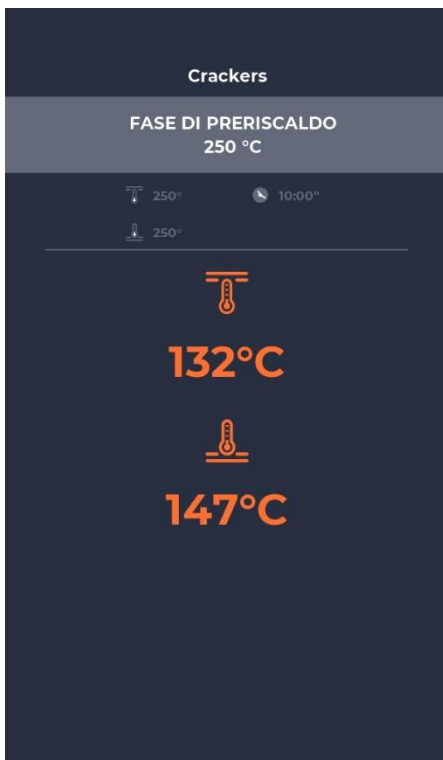 Crackers
FASE DI PRERISCALDO
250 °C
250° 10:00"
250°
132°C
147°C